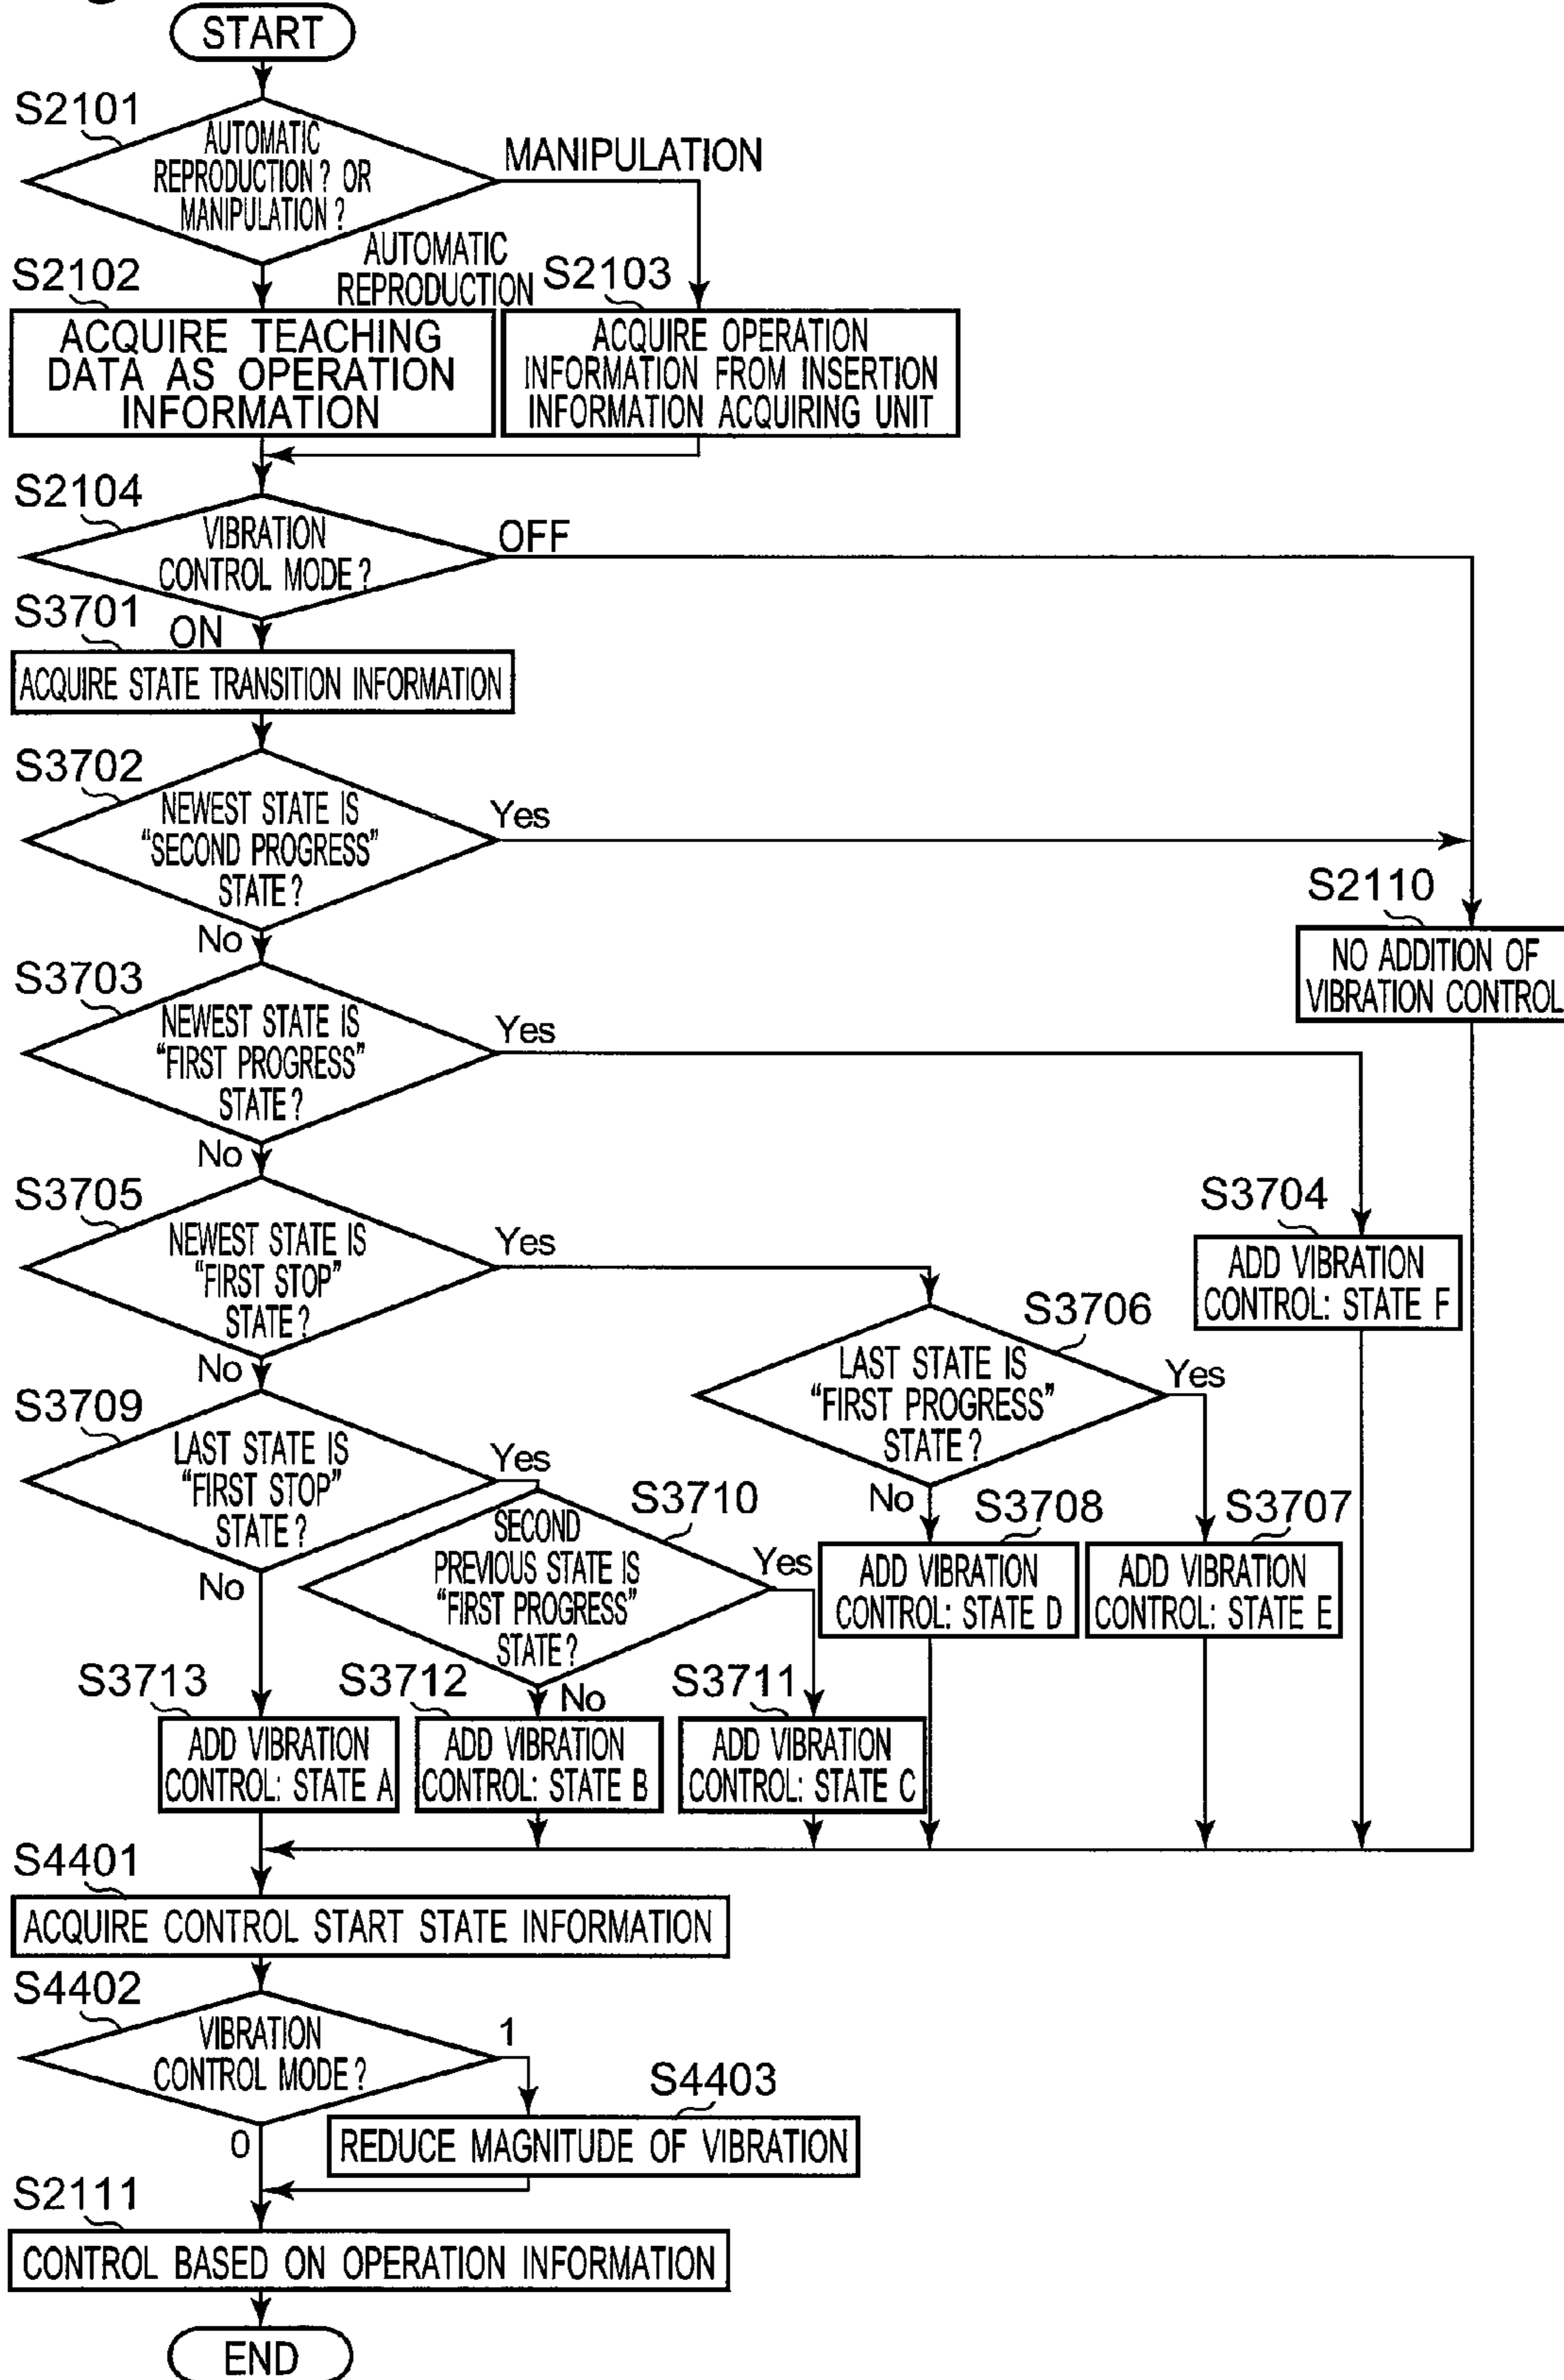 START
S2101
AUTOMATIC
REPRODUCTION? OR
MANIPULATION?
MANIPULATION
AUTOMATIC
REPRODUCTION
S2102
S2103
ACQUIRE TEACHING
DATA AS OPERATION
INFORMATION
ACQUIRE OPERATION
INFORMATION FROM INSERTION
INFORMATION ACQUIRING UNIT
S2104
VIBRATION
CONTROL MODE?
OFF
ON
S3701
ACQUIRE STATE TRANSITION INFORMATION
S3702
NEWEST STATE IS
“SECOND PROGRESS”
STATE?
Yes
No
S2110
NO ADDITION OF
VIBRATION CONTROL
S3703
NEWEST STATE IS
“FIRST PROGRESS”
STATE?
Yes
No
S3704
ADD VIBRATION
CONTROL: STATE F
S3705
NEWEST STATE IS
“FIRST STOP”
STATE?
Yes
No
S3706
LAST STATE IS
“FIRST PROGRESS”
STATE?
Yes
No
S3709
LAST STATE IS
“FIRST STOP”
STATE?
Yes
No
S3710
SECOND
PREVIOUS STATE IS
“FIRST PROGRESS”
STATE?
Yes
No
S3708
ADD VIBRATION
CONTROL: STATE D
S3707
ADD VIBRATION
CONTROL: STATE E
S3713
ADD VIBRATION
CONTROL: STATE A
S3712
ADD VIBRATION
CONTROL: STATE B
S3711
ADD VIBRATION
CONTROL: STATE C
S4401
ACQUIRE CONTROL START STATE INFORMATION
S4402
VIBRATION
CONTROL MODE?
1
0
S4403
REDUCE MAGNITUDE OF VIBRATION
S2111
CONTROL BASED ON OPERATION INFORMATION
END